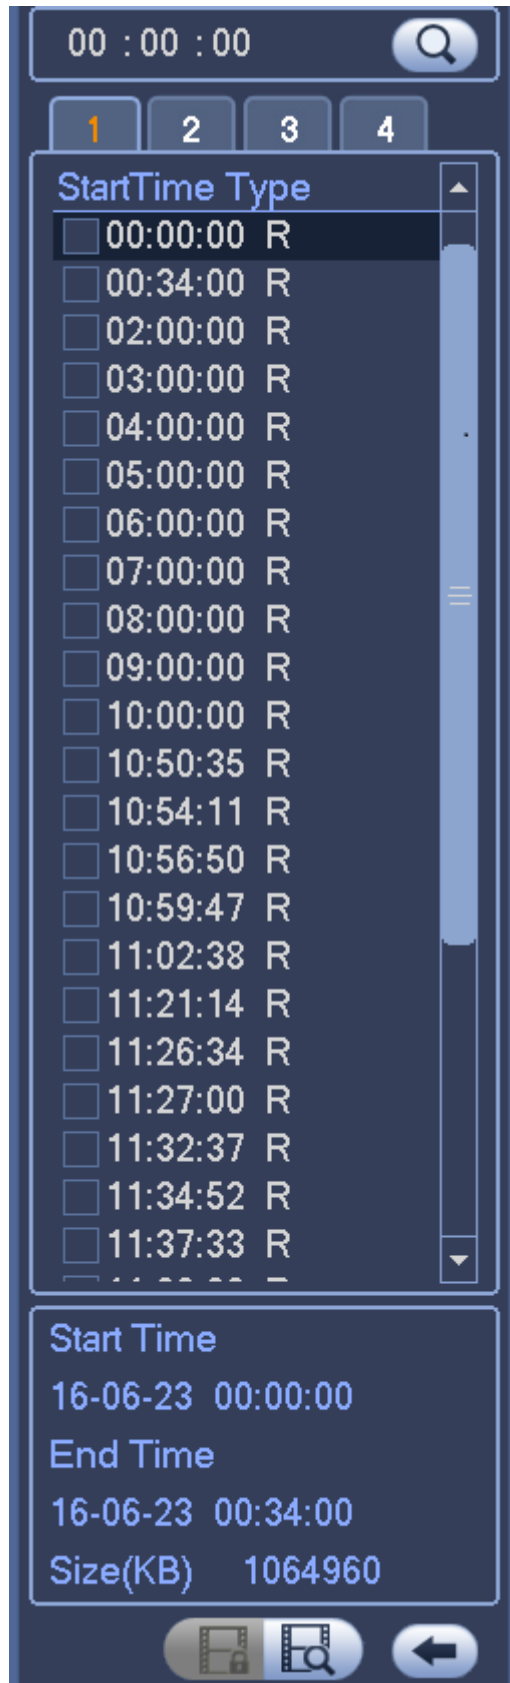 00 : 00 : 00
1 2 3 4
StartTime Type
00:00:00 R
00:34:00 R
02:00:00 R
03:00:00 R
04:00:00 R
05:00:00 R
06:00:00 R
07:00:00 R
08:00:00 R
09:00:00 R
10:00:00 R
10:50:35 R
10:54:11 R
10:56:50 R
10:59:47 R
11:02:38 R
11:21:14 R
11:26:34 R
11:27:00 R
11:32:37 R
11:34:52 R
11:37:33 R
Start Time
16-06-23 00:00:00
End Time
16-06-23 00:34:00
Size(KB) 1064960